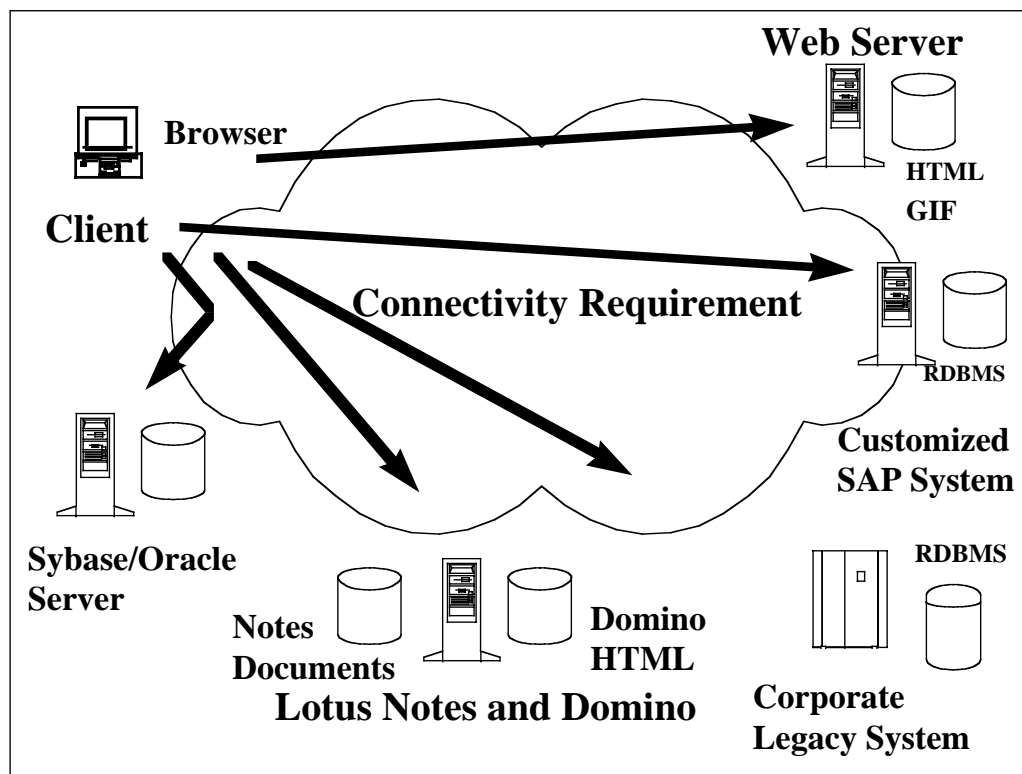 Web Server
Browser
HTML
GIF
Client
Connectivity Requirement
RDBMS
Customized
SAP System
Sybase/Oracle
Server
RDBMS
Notes
Documents
Domino
HTML
Lotus Notes and Domino
Corporate
Legacy System